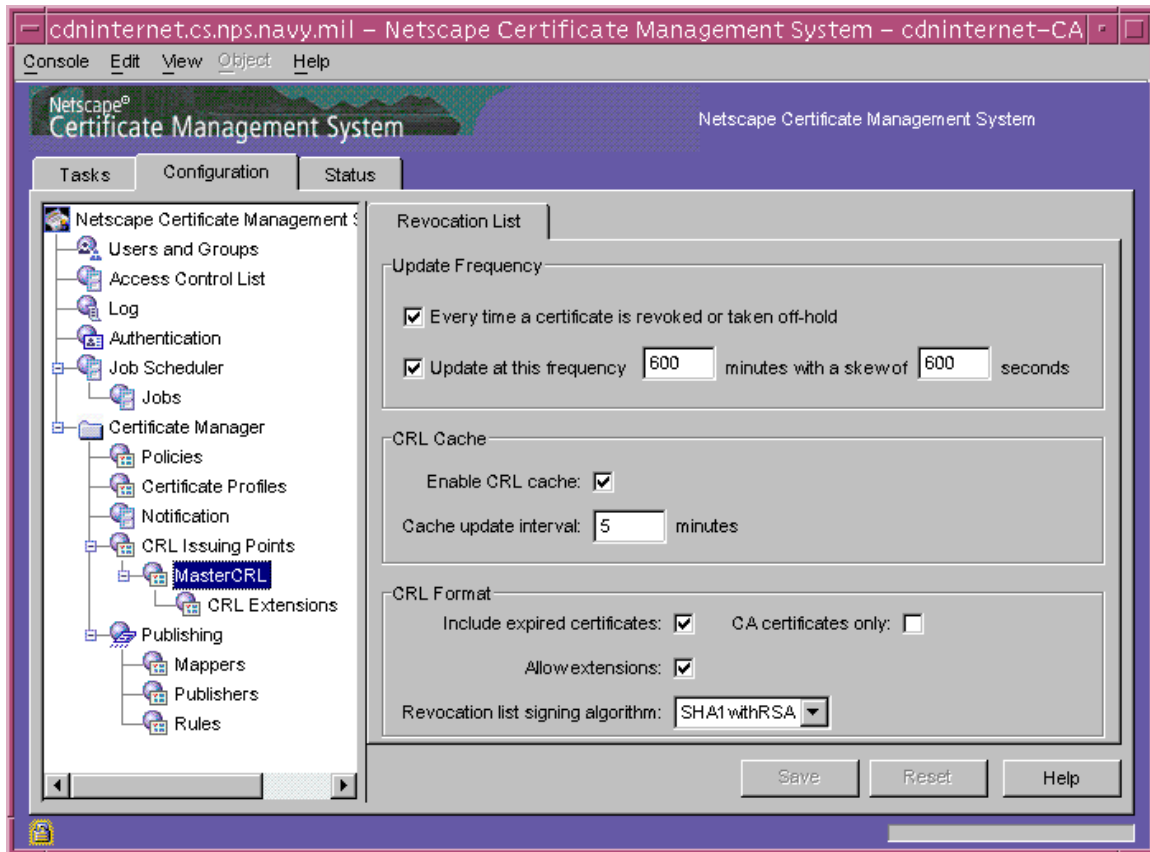 cdninternet.cs.nps.navy.mil – Netscape Certificate Management System – cdninternet–CA
Console Edit View Object Help
Netscape®
Certificate Management System
Netscape Certificate Management System
Tasks Configuration Status
Netscape Certificate Management S
Users and Groups
Access Control List
Log
Authentication
Job Scheduler
Jobs
Certificate Manager
Policies
Certificate Profiles
Notification
CRL Issuing Points
MasterCRL
CRL Extensions
Publishing
Mappers
Publishers
Rules
Revocation List
Update Frequency
Every time a certificate is revoked or taken off-hold
Update at this frequency 600 minutes with a skew of 600 seconds
CRL Cache
Enable CRL cache:
Cache update interval: 5 minutes
CRL Format
Include expired certificates: CA certificates only:
Allow extensions:
Revocation list signing algorithm: SHA1withRSA
Save Reset Help